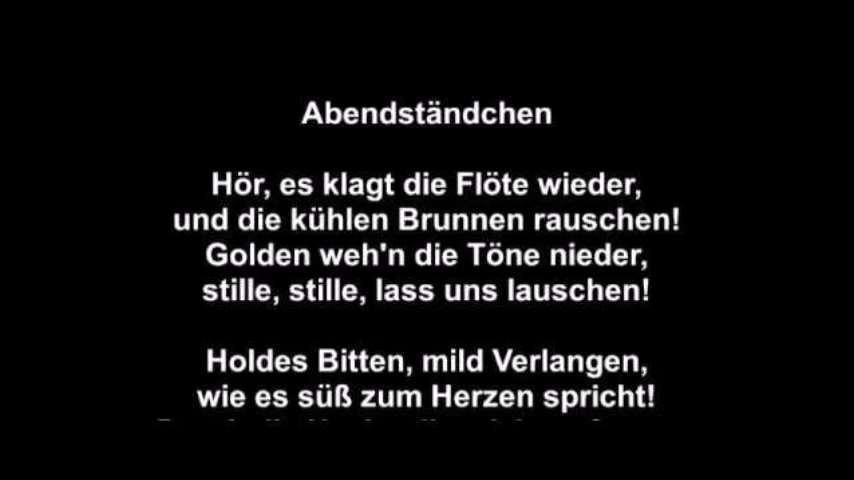 Abendständchen
Hör, es klagt die Flöte wieder,
und die kühlen Brunnen rauschen!
Golden weh'n die Töne nieder,
stille, stille, lass uns lauschen!
Holdes Bitten, mild Verlangen,
wie es süß zum Herzen spricht!